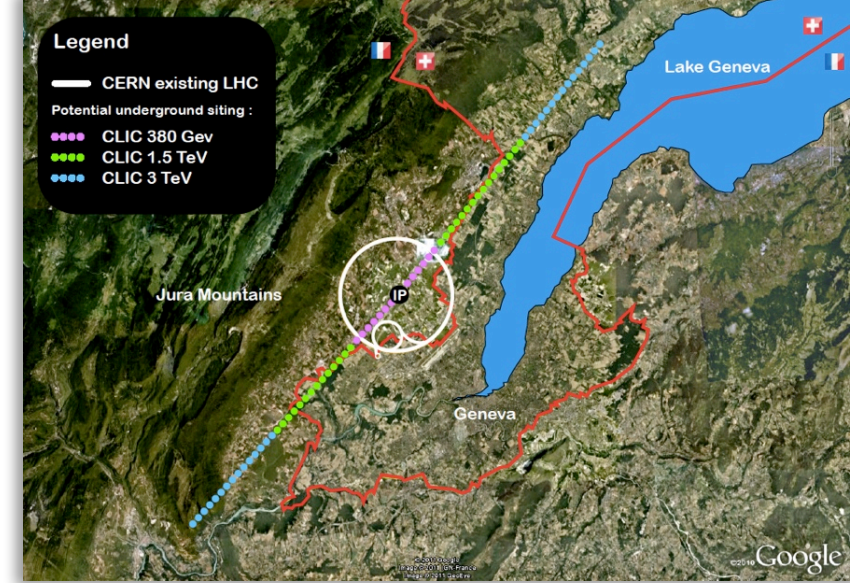 Legend
CERN existing LHC
Potential underground siting :
CLIC 380 Gev
CLIC 1.5 TeV
CLIC 3 TeV
Lake Geneva
Jura Mountains
IP
Geneva
©2010 Google